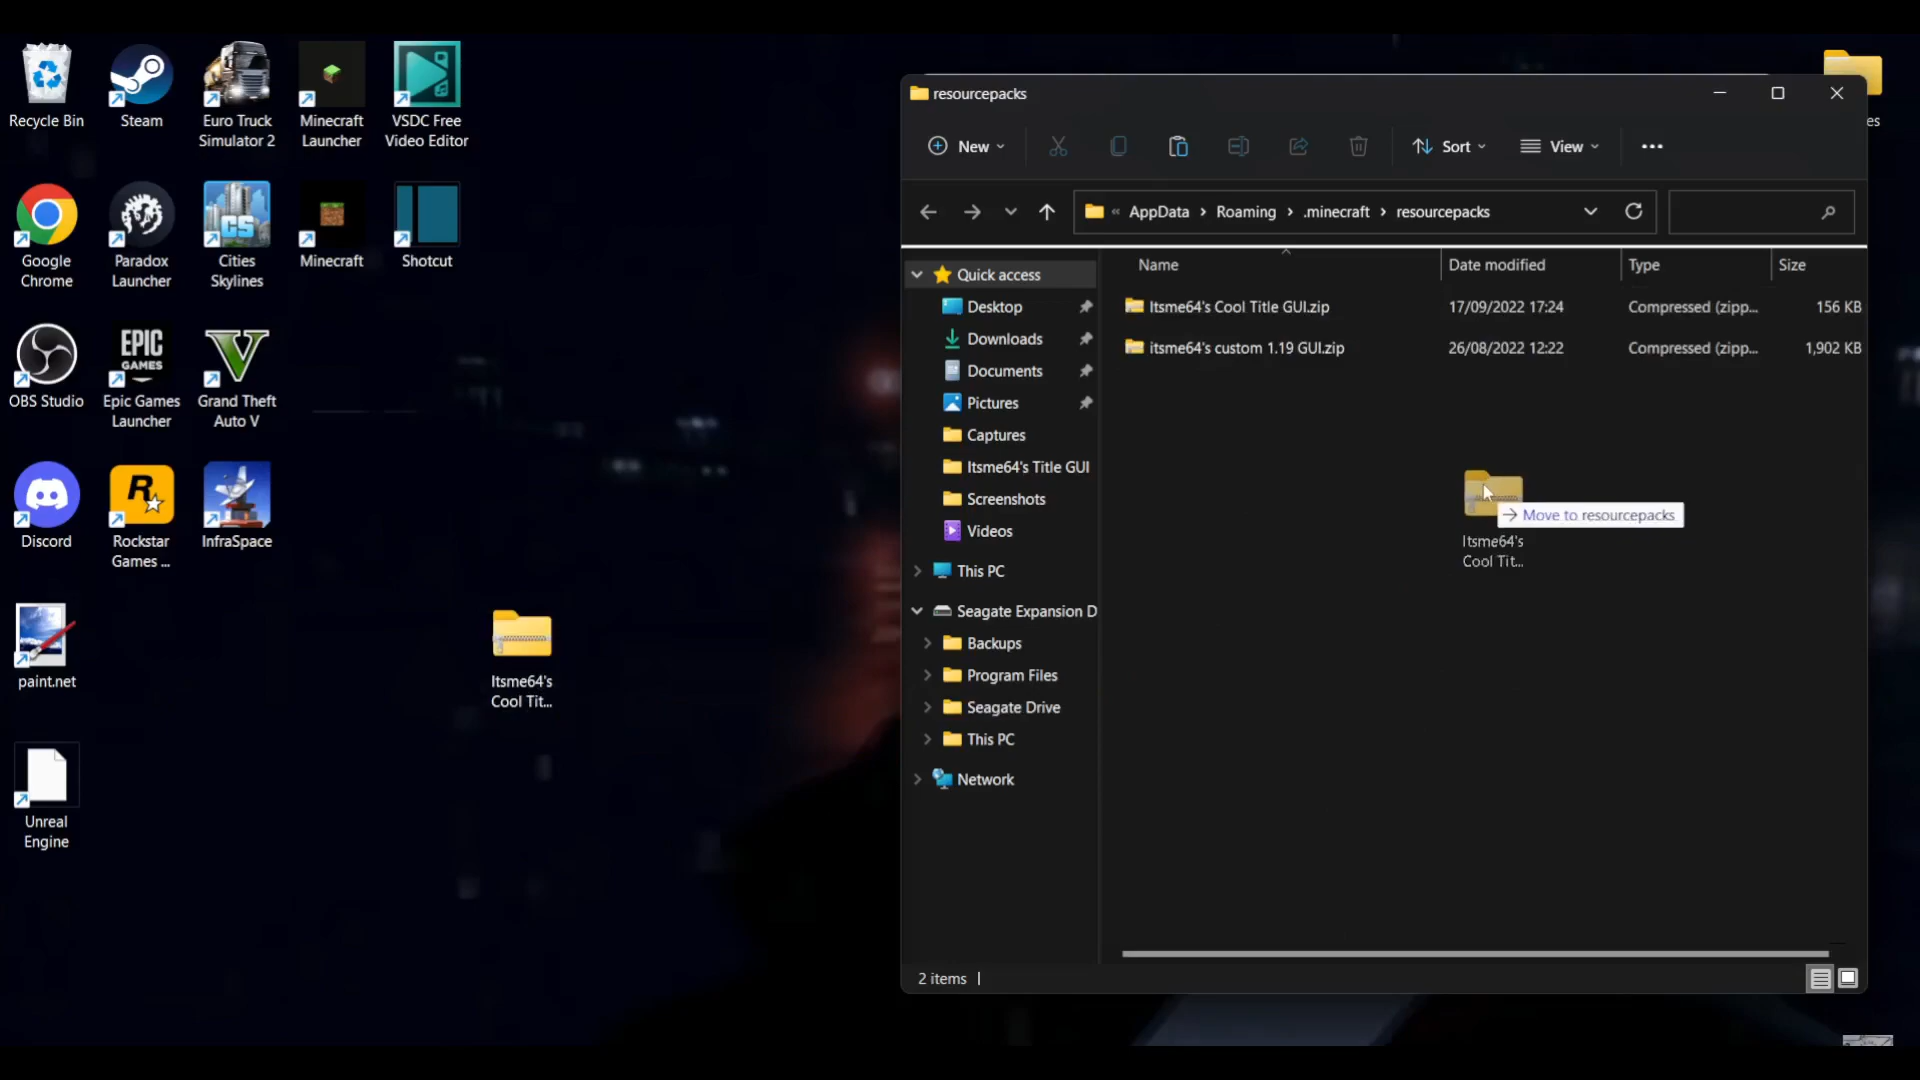 Recycle Bin
Steam
Euro Truck
Simulator 2
Minecraft
Launcher
VSDC Free
Video Editor
Google
Chrome
Paradox
Launcher
Cities
Skylines
CS
Minecraft
Shotcut
OBS Studio
EPIC
GAMES
Epic Games
Launcher
Grand Theft
Auto V
Discord
Rockstar
Games ...
InfraSpace
paint.net
Itsme64's
Cool Tit...
Unreal
Engine
es
resourcepacks
New
Sort
View
« AppData > Roaming > .minecraft > resourcepacks
Name
Date modified
Type
Size
Itsme64's Cool Title GUI.zip
17/09/2022 17:24
Compressed (zipp...
156 KB
itsme64's custom 1.19 GUI.zip
26/08/2022 12:22
Compressed (zipp...
1,902 KB
Quick access
Desktop
Downloads
Documents
Pictures
Captures
Itsme64's Title GUI
Screenshots
Videos
This PC
Seagate Expansion D
Backups
Program Files
Seagate Drive
This PC
Network
→ Move to resourcepacks
Itsme64's
Cool Tit...
2 items